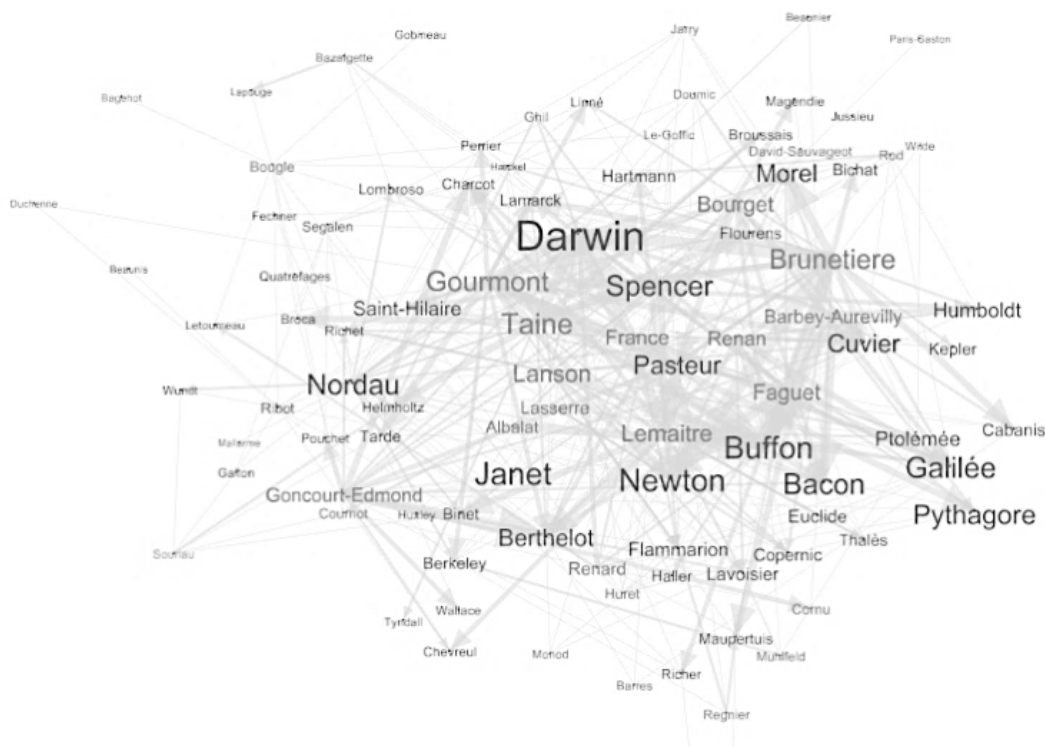 Beaunier
Jarry
Gobineau
Paris-Gaston
Bazalgette
Lapouge
Bagehot
Doumic
Linné
Magendie
Ghil
Jussieu
Le-Goffic
Broussais
Perrier
Wilde
David-Sauvageot
Rod
Haeckel
Bougle
Morel
Bichat
Hartmann
Charcot
Lombroso
Lamarck
Duchenne
Bourget
Fechner
Segalen
Flourens
Darwin
Brunetiere
Beaunis
Quatrefages
Gourmont
Spencer
Saint-Hilaire
Humboldt
Barbey-Aurevilly
Broca
Letourneau
Taine
Richet
France
Renan
Cuvier
Kepler
Pasteur
Lanson
Nordau
Wundt
Faguet
Ribot
Helmholtz
Lasserre
Albalat
Cabanis
Lemaitre
Mallarme
Pouchet
Tarde
Ptolémée
Buffon
Galton
Janet
Newton
Galilée
Bacon
Goncourt-Edmond
Cournot
Huxley
Binet
Euclide
Pythagore
Berthelot
Thalès
Souriau
Flammarion
Copernic
Berkeley
Renard
Haller
Lavoisier
Huret
Wallace
Cornu
Tyndall
Maupertuis
Chevreul
Monod
Muhlfeld
Richer
Barres
Regnier